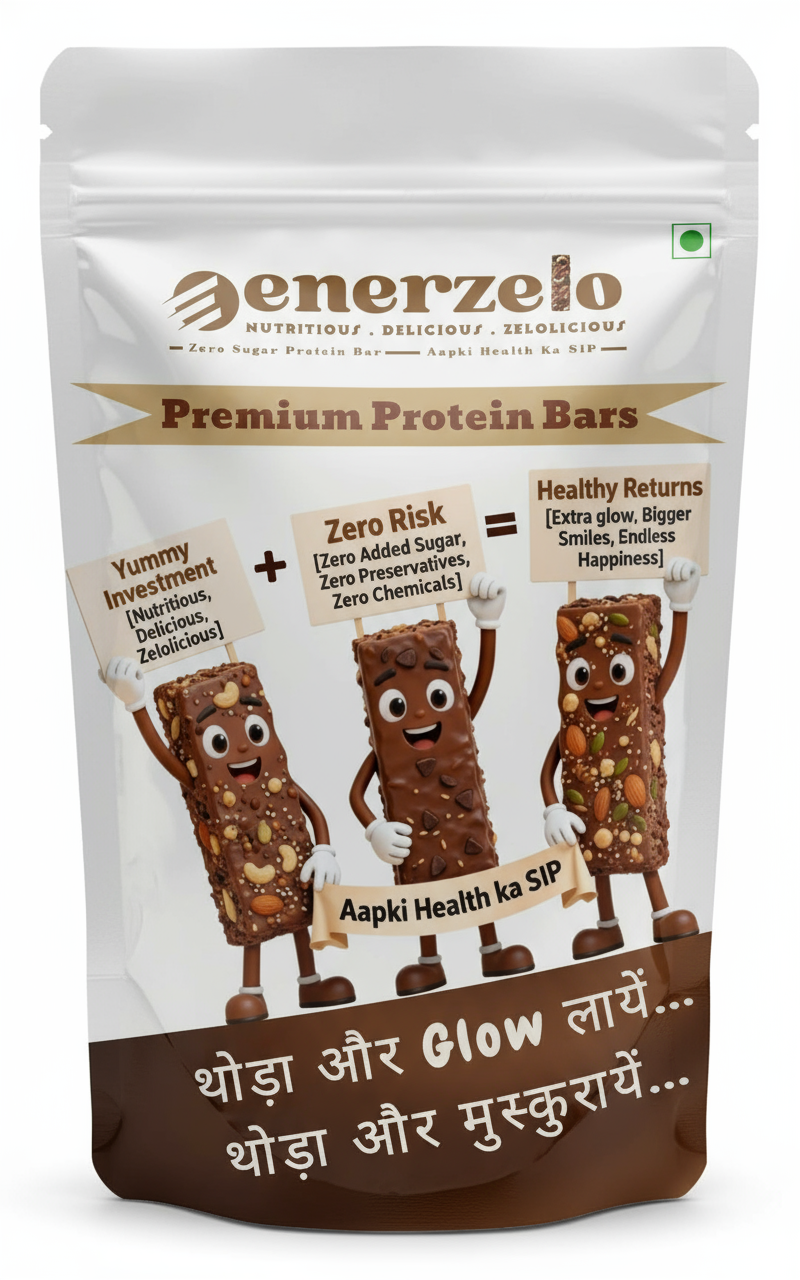 enerzelo
NUTRITIOUS . DELICIOUS . ZELOLICIOUS
Zero Sugar Protein Bar
Aapki Health Ka SIP
Premium Protein Bars
Yummy
Investment
[Nutritious,
Delicious,
Zelolicious]
+
Zero Risk
[Zero Added Sugar,
Zero Preservatives,
Zero Chemicals]
=
Healthy Returns
[Extra glow, Bigger
Smiles, Endless
Happiness]
Aapki Health ka SIP
थोड़ा और Glow लायें...
थोड़ा और मुस्कुरायें...